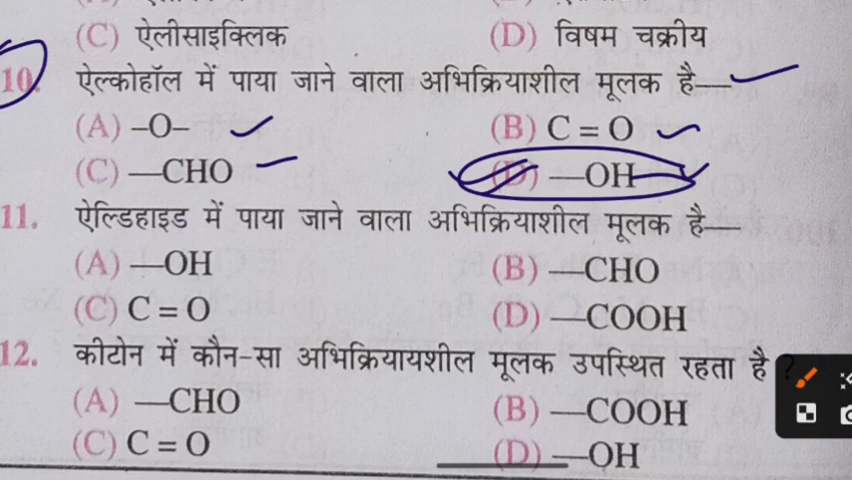 (C) ऐलीसाइक्लिक (D) विषम चक्रीय
10. ऐल्कोहॉल में पाया जाने वाला अभिक्रियाशील मूलक है—
(A) –O– (B) C = O
(C) —CHO (D) —OH
11. ऐल्डिहाइड में पाया जाने वाला अभिक्रियाशील मूलक है—
(A) —OH (B) —CHO
(C) C = O (D) —COOH
12. कीटोन में कौन-सा अभिक्रियायशील मूलक उपस्थित रहता है ?
(A) —CHO (B) —COOH
(C) C = O (D) —OH